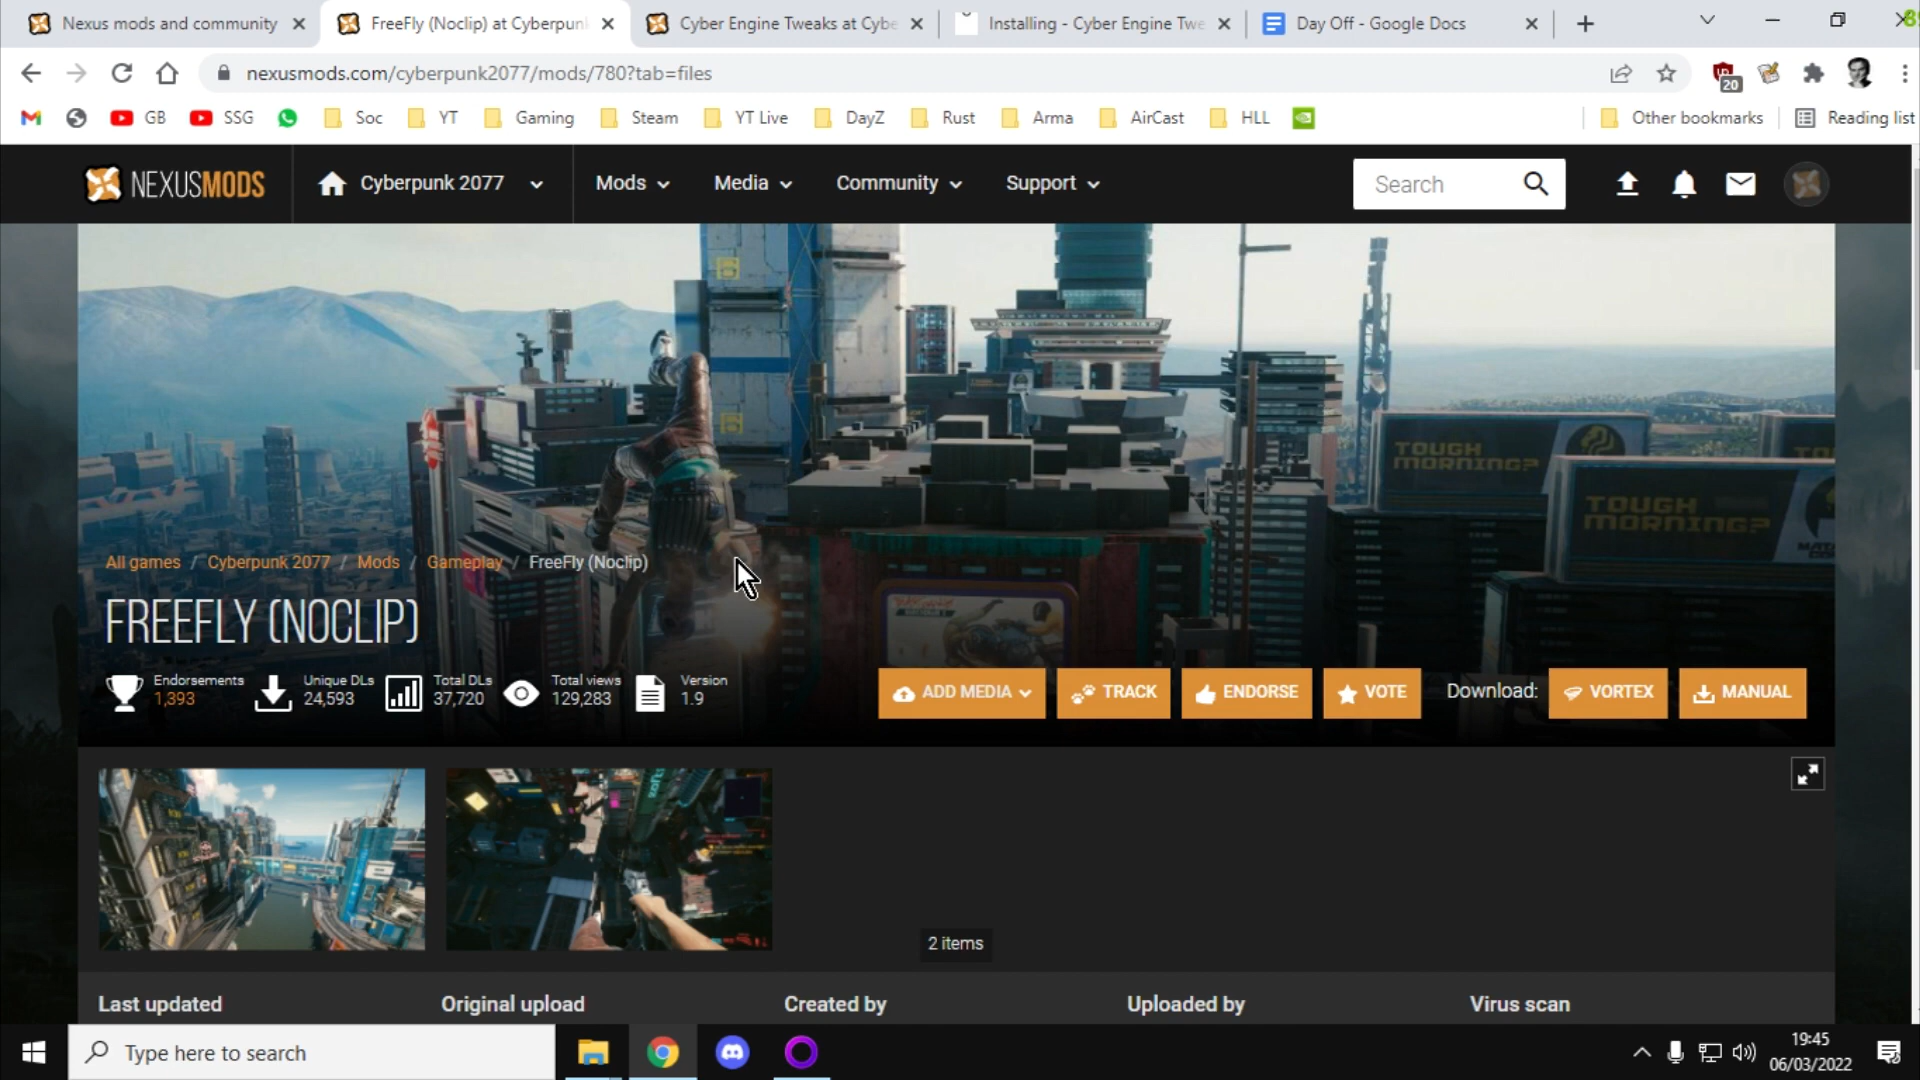 Nexus mods and community
FreeFly (Noclip) at Cyberpun
Cyber Engine Tweaks at Cybe
Installing - Cyber Engine Twe
Day Off - Google Docs
nexusmods.com/cyberpunk2077/mods/780?tab=files
20
GB
SSG
Soc
YT
Gaming
Steam
YT Live
DayZ
Rust
Arma
AirCast
HLL
Other bookmarks
Reading list
NEXUSMODS
Cyberpunk 2077
Mods
Media
Community
Support
Search
TOUGH
MORNING?
TOUGH
MORNING?
All games / Cyberpunk 2077 / Mods / Gameplay / FreeFly (Noclip)
FREEFLY (NOCLIP)
Endorsements
1,393
Unique DLs
24,593
Total DLs
37,720
Total views
129,283
Version
1.9
ADD MEDIA
TRACK
ENDORSE
VOTE
Download:
VORTEX
MANUAL
2 items
Last updated
Original upload
Created by
Uploaded by
Virus scan
Type here to search
19:45
06/03/2022